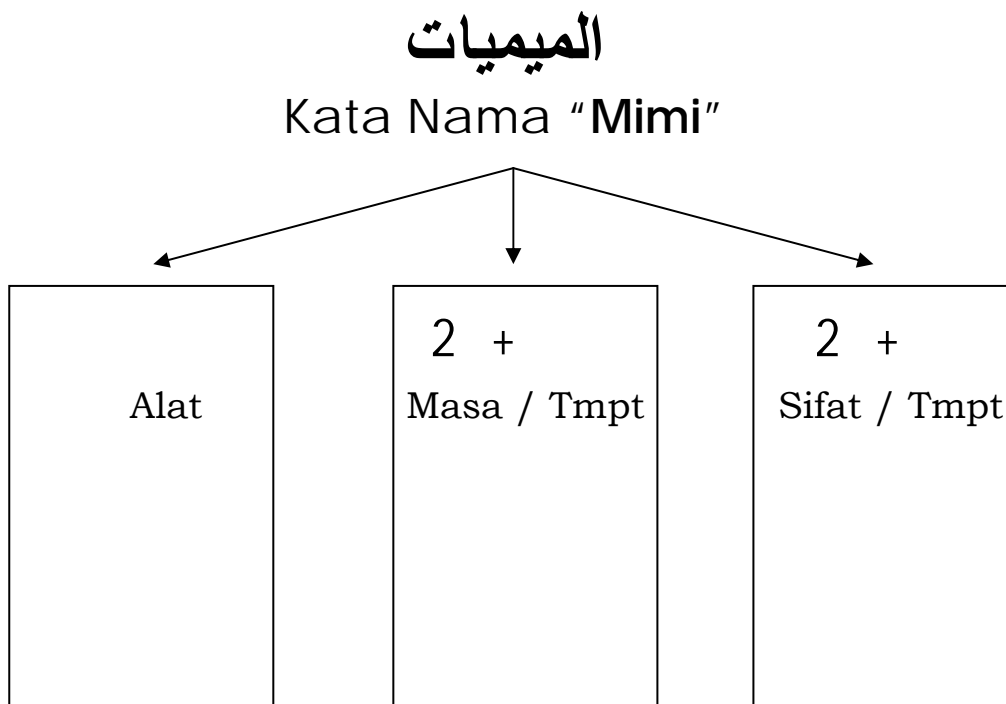 الميميات
Kata Nama “Mimi”
2 +
2 +
Alat
Masa / Tmpt
Sifat / Tmpt